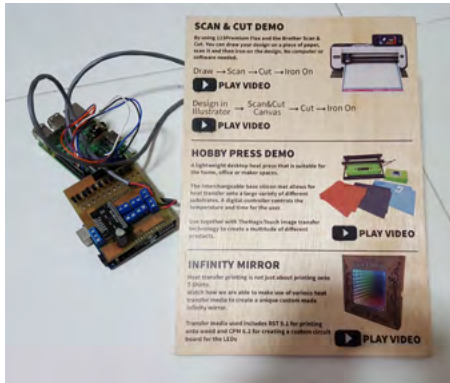 SCAN & CUT DEMO
By using 123Premium Flex and the Brother Scan &
Cut. You can draw your design on a piece of paper,
scan it and then iron on the design. No computer or
software needed.
Draw → Scan → Cut → Iron On
PLAY VIDEO
Design in Illustrator → Scan&Cut Canvas → Cut → Iron On
PLAY VIDEO
HOBBY PRESS DEMO
A lightweight desktop heat press that is suitable for
the home, office or maker spaces.
The interchangeable base silicon mat allows for
heat transfer onto a large variety of different
substrates. A digital controller controls the
temperature and time for the user.
Use together with TheMagicTouch image transfer
technology to create a multitude of different
products.
PLAY VIDEO
INFINITY MIRROR
Heat transfer printing is not just about printing onto
T-Shirts.
Watch how we are able to make use of various heat
transfer media to create a unique custom made
infinity mirror.
Transfer media used includes RST 9.1 for printing
onto wood and CPM 6.2 for creating a custom circuit
board for the LEDs
PLAY VIDEO